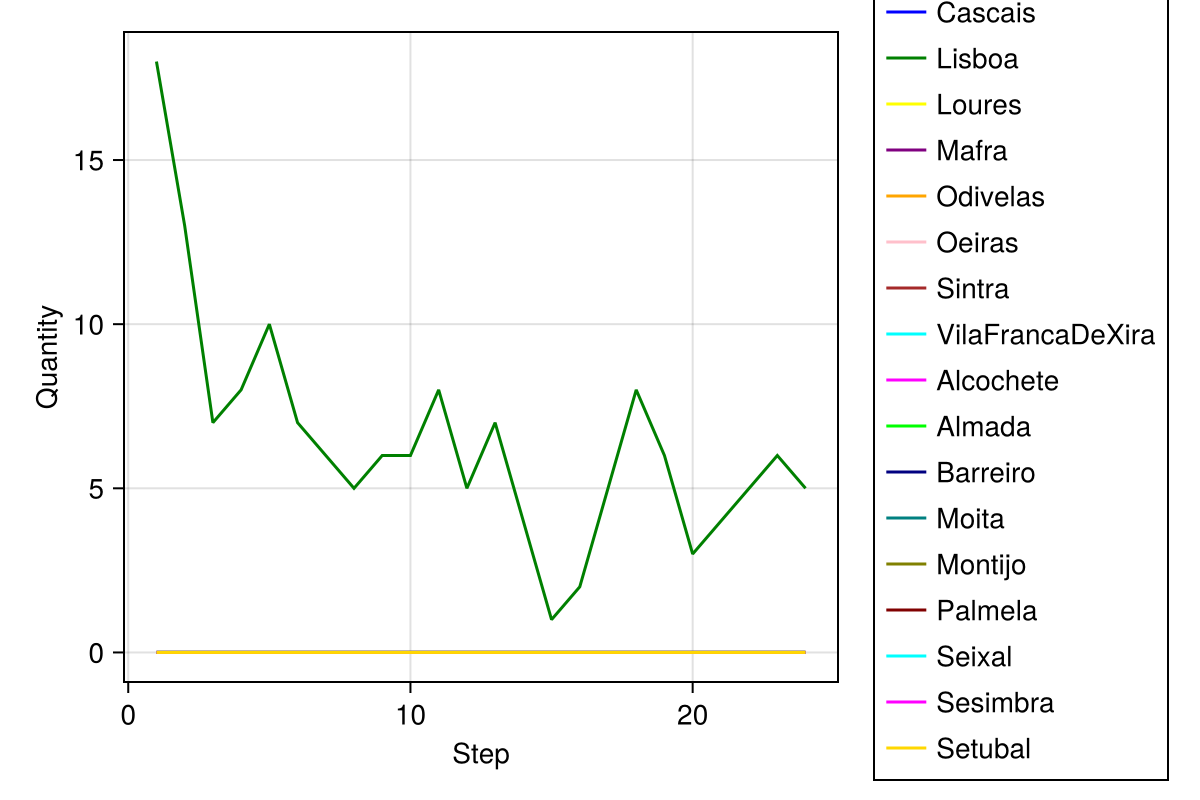 Quantity
15
10
5
0
0
10
20
Step
Cascais
Lisboa
Loures
Mafra
Odivelas
Oeiras
Sintra
VilaFrancaDeXira
Alcochete
Almada
Barreiro
Moita
Montijo
Palmela
Seixal
Sesimbra
Setubal